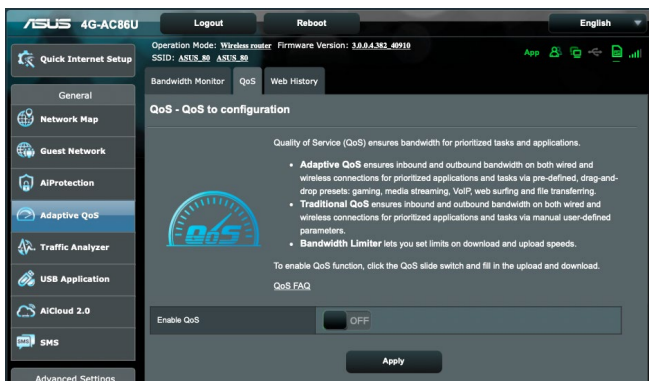 ASUS 4G-AC86U
Logout
Reboot
English
Quick Internet Setup
Operation Mode: Wireless router Firmware Version: 3.0.0.4.382_40910
SSID: ASUS_80 ASUS_80
App
Bandwidth Monitor
QoS
Web History
General
Network Map
Guest Network
AiProtection
Adaptive QoS
Traffic Analyzer
USB Application
AiCloud 2.0
SMS
Advanced Settings
QoS - QoS to configuration
QoS
Quality of Service (QoS) ensures bandwidth for prioritized tasks and applications.
• Adaptive QoS ensures inbound and outbound bandwidth on both wired and
wireless connections for prioritized applications and tasks via pre-defined, drag-and-
drop presets: gaming, media streaming, VoIP, web surfing and file transferring.
• Traditional QoS ensures inbound and outbound bandwidth on both wired and
wireless connections for prioritized applications and tasks via manual user-defined
parameters.
• Bandwidth Limiter lets you set limits on download and upload speeds.
To enable QoS function, click the QoS slide switch and fill in the upload and download.
QoS FAQ
Enable QoS
OFF
Apply